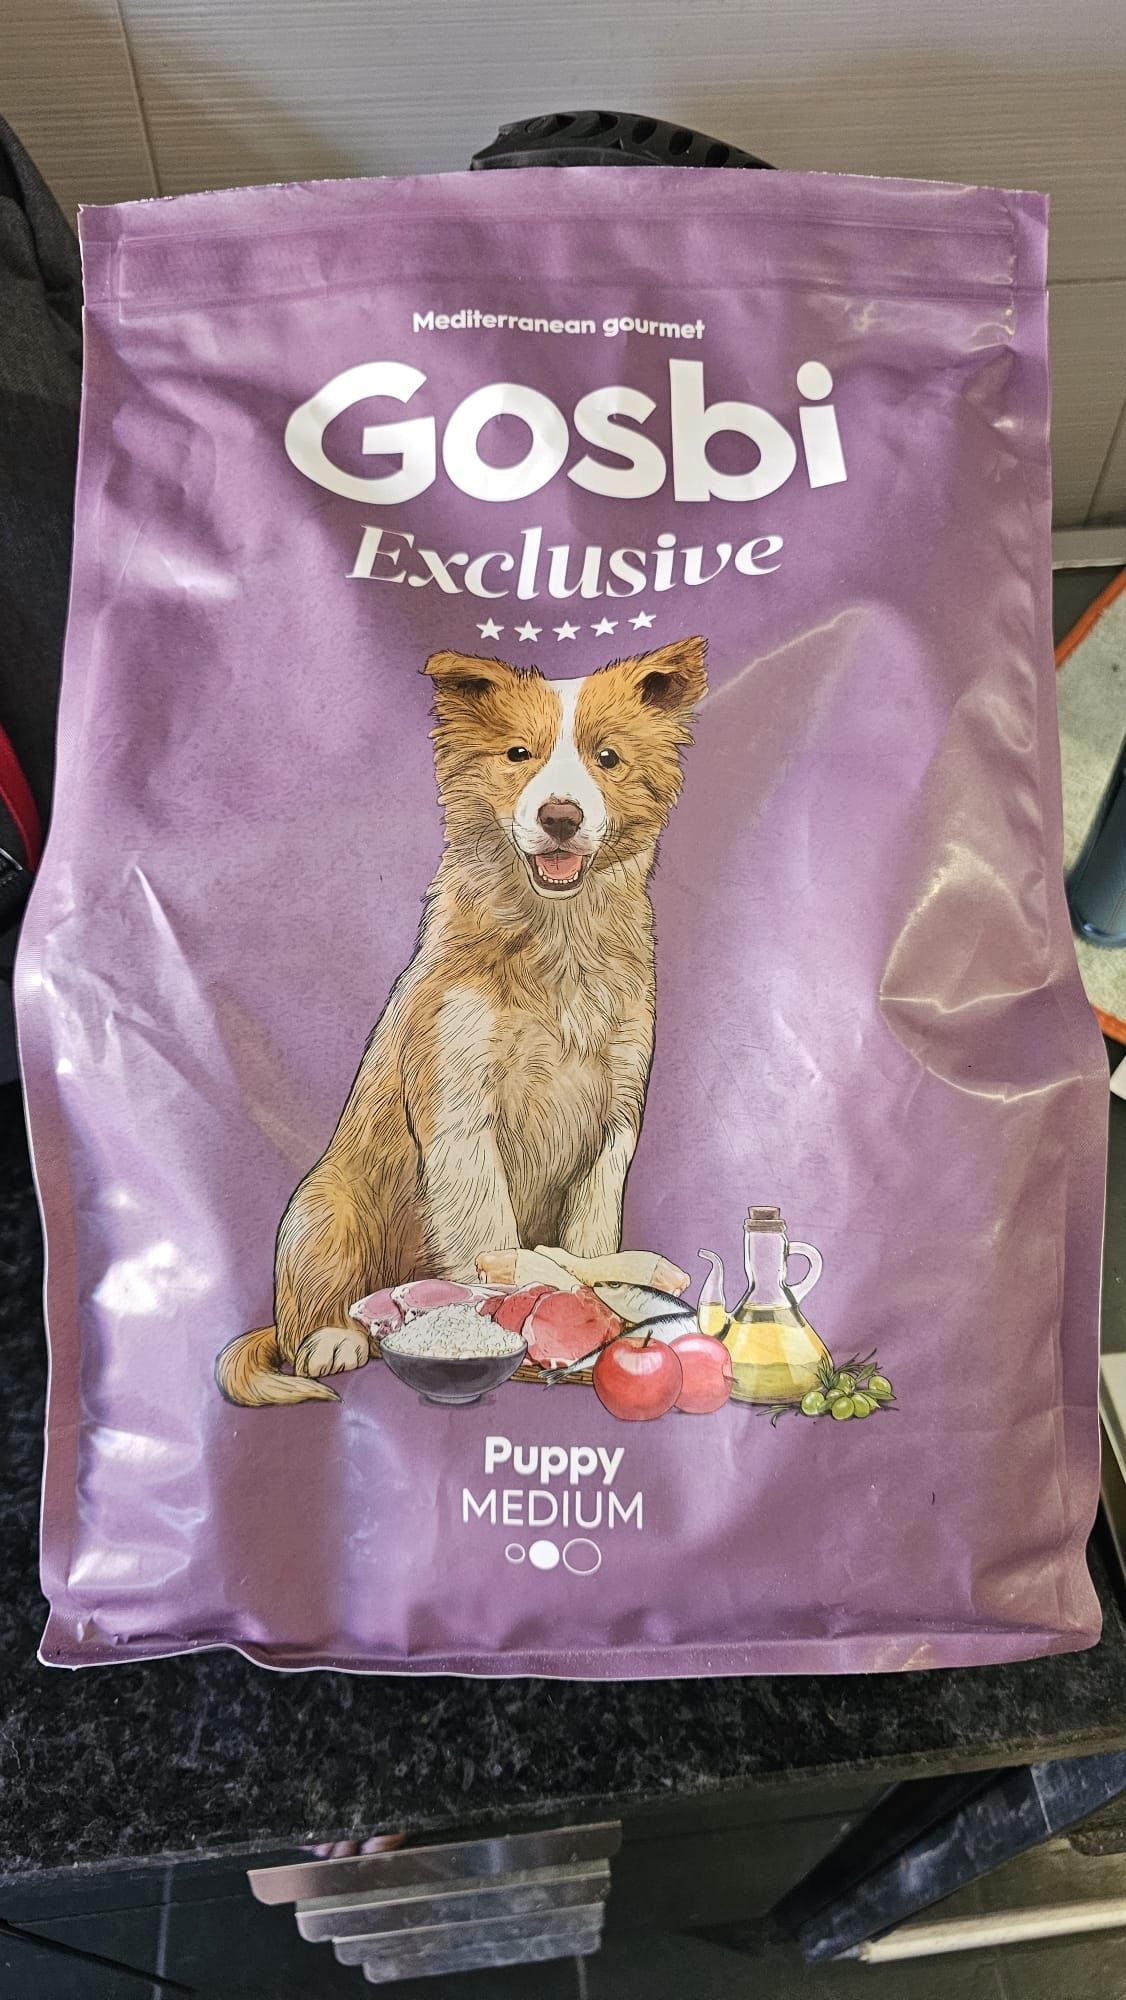 Mediterranean gourmet
Gosbi
Exclusive
Puppy
MEDIUM